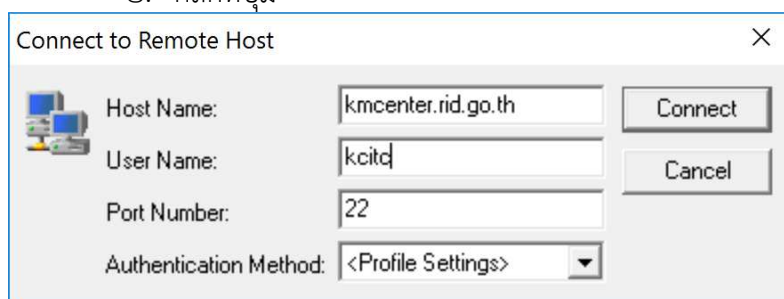 Connect to Remote Host
Host Name: kmcenter.rid.go.th Connect
User Name: kcitc Cancel
Port Number: 22
Authentication Method: <Profile Settings>